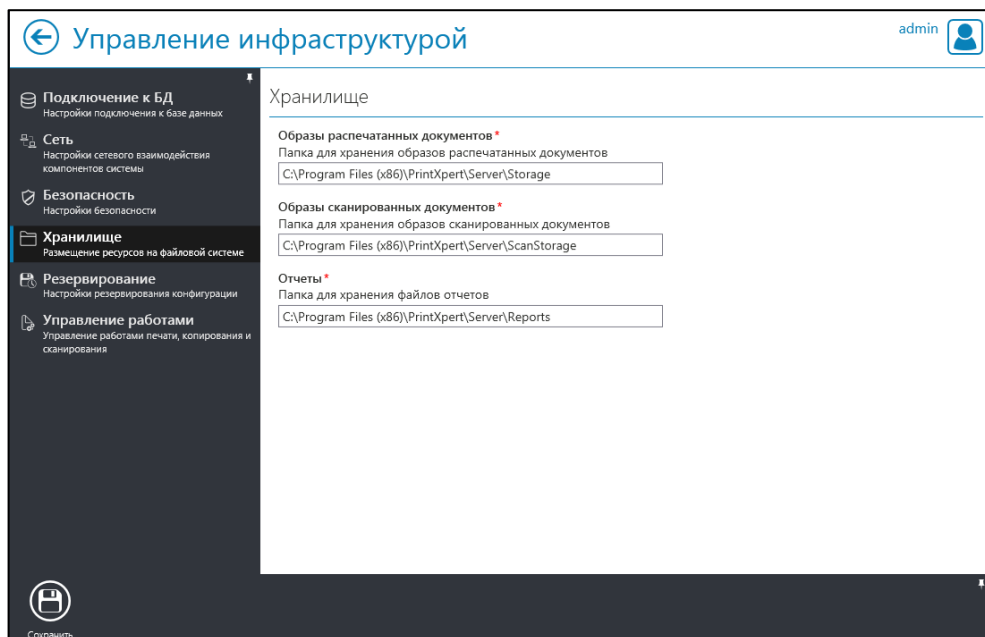 Управление инфраструктурой
admin
Подключение к БД
Настройки подключения к базе данных
Сеть
Настройки сетевого взаимодействия
компонентов системы
Безопасность
Настройки безопасности
Хранилище
Размещение ресурсов на файловой системе
Резервирование
Настройки резервирования конфигурации
Управление работами
Управление работами печати, копирования и
сканирования
Хранилище
Образы распечатанных документов*
Папка для хранения образов распечатанных документов
C:\Program Files (x86)\PrintXpert\Server\Storage
Образы сканированных документов*
Папка для хранения образов сканированных документов
C:\Program Files (x86)\PrintXpert\Server\ScanStorage
Отчеты*
Папка для хранения файлов отчетов
C:\Program Files (x86)\PrintXpert\Server\Reports
Сохранить